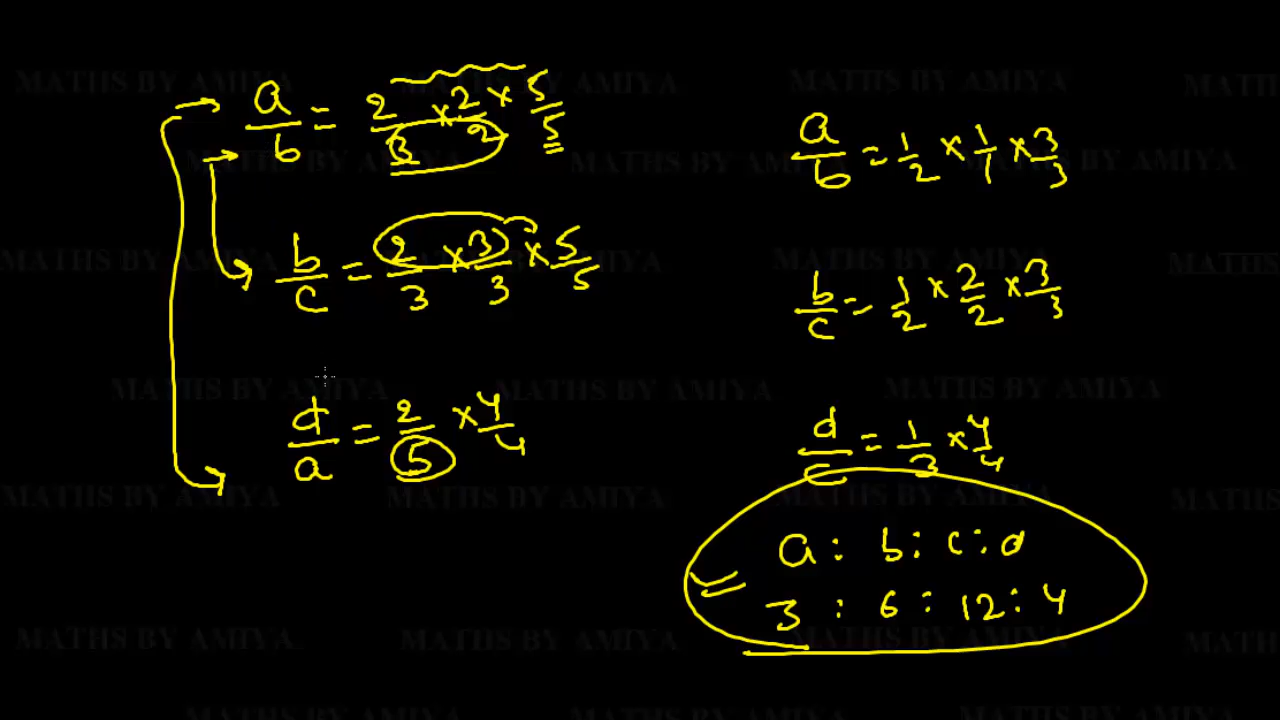 a/b = 2/3 × 2/2 × 5/5
b/c = 2/3 × 3/3 × 5/5
d/a = 2/5 × 4/4
a/b = 1/2 × 1/1 × 3/3
b/c = 1/2 × 2/2 × 3/3
d/c = 1/3 × 4/4
a : b : c : d
3 : 6 : 12 : 4
MATHS BY AMIYA